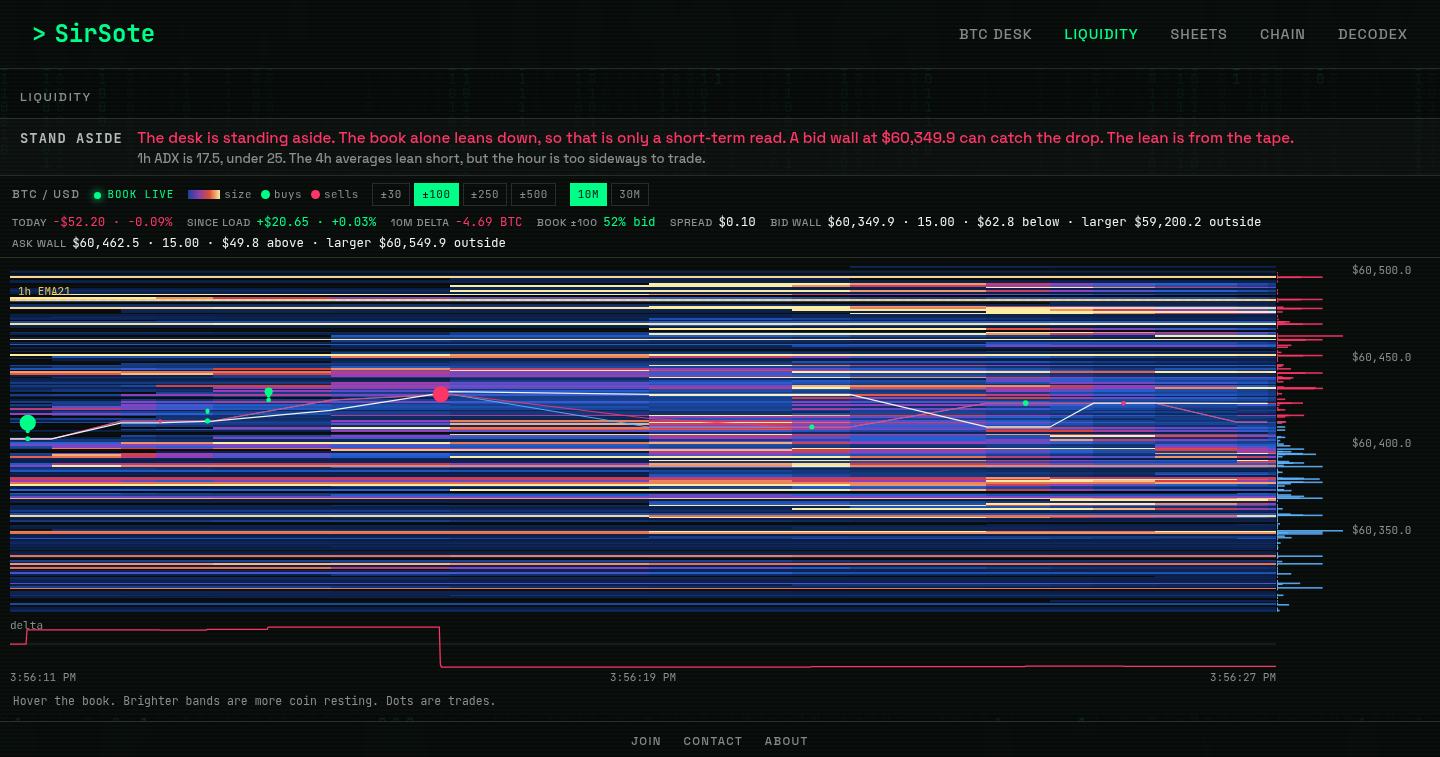 > SirSote
BTC DESK LIQUIDITY SHEETS CHAIN DECODEX
LIQUIDITY
STAND ASIDE The desk is standing aside. The book alone leans down, so that is only a short-term read. A bid wall at $60,349.9 can catch the drop. The lean is from the tape.
1h ADX is 17.5, under 25. The 4h averages lean short, but the hour is too sideways to trade.
BTC / USD BOOK LIVE size buys sells ±30 ±100 ±250 ±500 10M 30M
TODAY -$52.20 · -0.09% SINCE LOAD +$20.65 · +0.03% 10M DELTA -4.69 BTC BOOK ±100 52% bid SPREAD $0.10 BID WALL $60,349.9 · 15.00 · $62.8 below · larger $59,200.2 outside
ASK WALL $60,462.5 · 15.00 · $49.8 above · larger $60,549.9 outside
$60,500.0
1h EMA21
$60,450.0
$60,400.0
$60,350.0
delta
3:56:11 PM 3:56:19 PM 3:56:27 PM
Hover the book. Brighter bands are more coin resting. Dots are trades.
JOIN CONTACT ABOUT